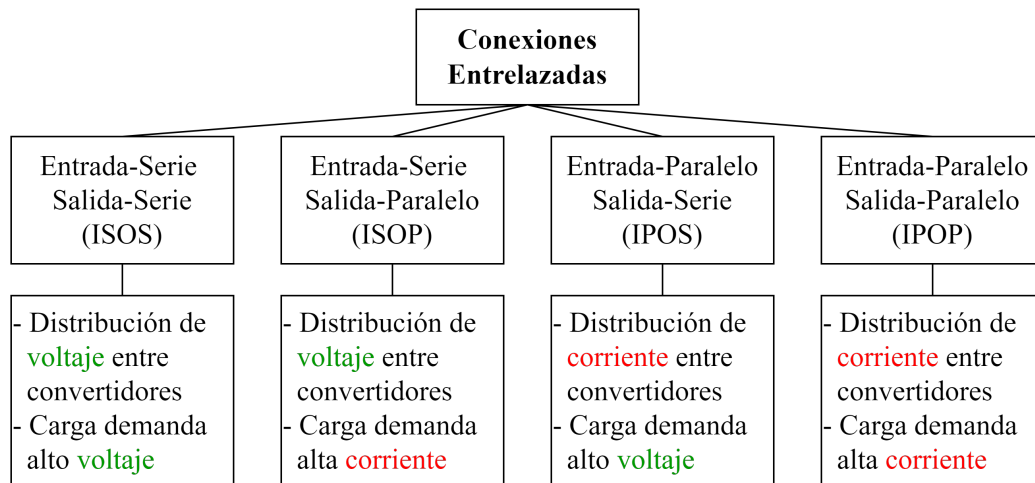 Conexiones
Entrelazadas
Entrada-Serie
Salida-Serie
(ISOS)
Entrada-Serie
Salida-Paralelo
(ISOP)
Entrada-Paralelo
Salida-Serie
(IPOS)
Entrada-Paralelo
Salida-Paralelo
(IPOP)
- Distribución de
voltaje entre
convertidores
- Carga demanda
alto voltaje
- Distribución de
voltaje entre
convertidores
- Carga demanda
alta corriente
- Distribución de
corriente entre
convertidores
- Carga demanda
alto voltaje
- Distribución de
corriente entre
convertidores
- Carga demanda
alta corriente